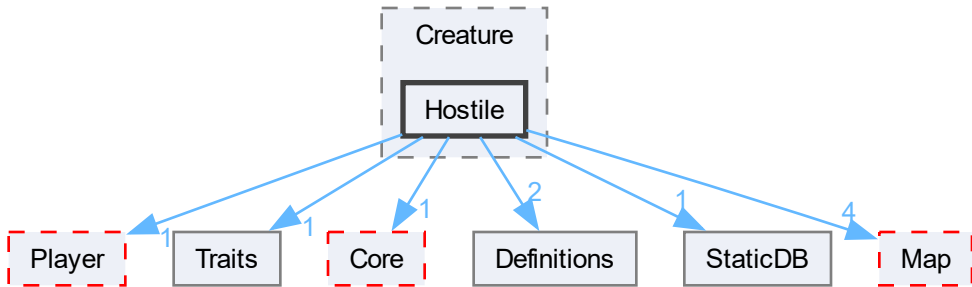 Creature
Hostile
1
1
1
2
1
4
Player
Traits
Core
Definitions
StaticDB
Map